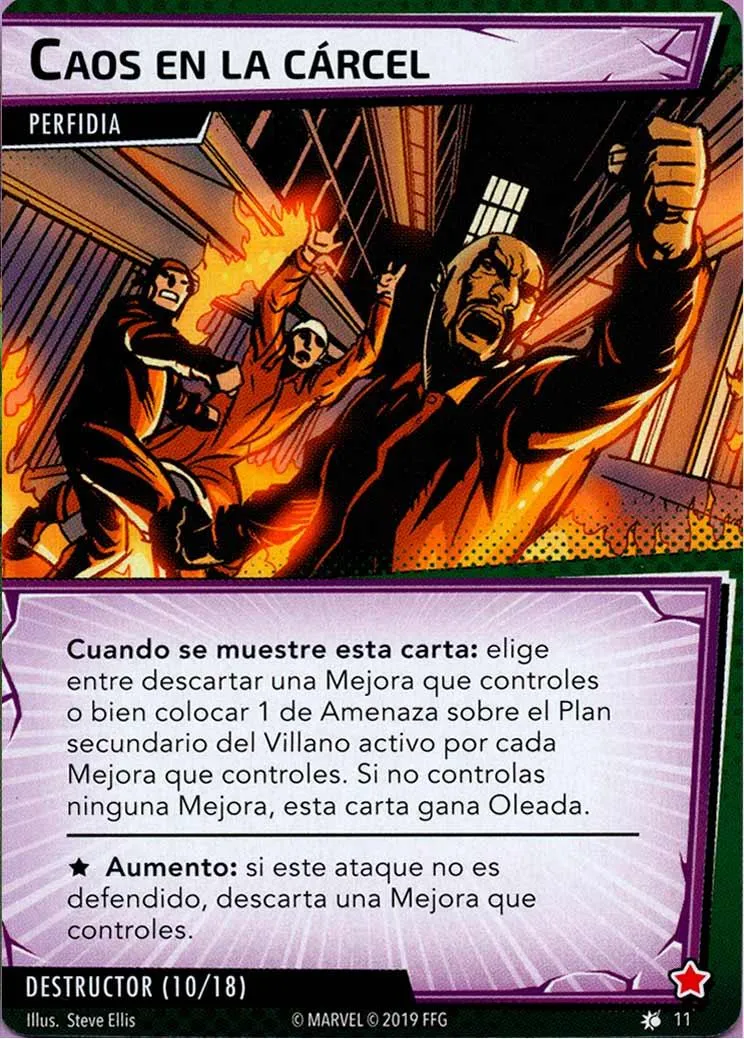 CAOS EN LA CÁRCEL
PERFIDIA
Cuando se muestre esta carta: elige
entre descartar una Mejora que controles
o bien colocar 1 de Amenaza sobre el Plan
secundario del Villano activo por cada
Mejora que controles. Si no controlas
ninguna Mejora, esta carta gana Oleada.
★ Aumento: si este ataque no es
defendido, descarta una Mejora que
controles.
DESTRUCTOR (10/18)
Illus. Steve Ellis
© MARVEL © 2019 FFG
11